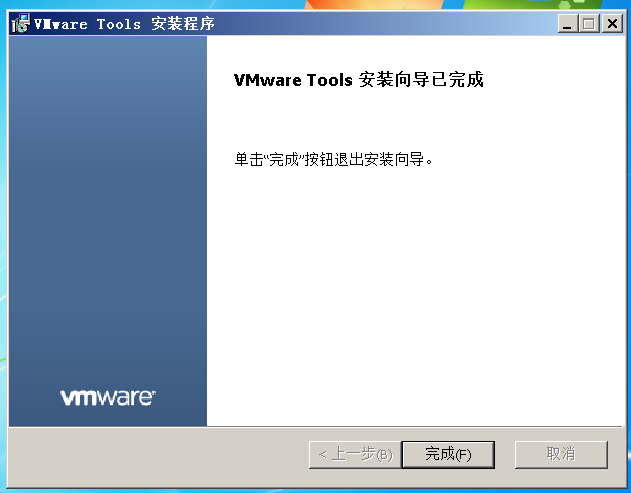 VMware Tools 安装程序
VMware Tools 安装向导已完成
单击“完成”按钮退出安装向导。
vmware®
< 上一步(B) 完成(F) 取消